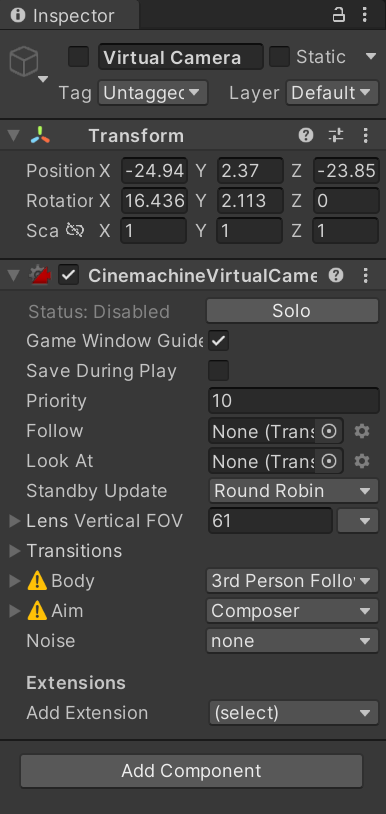 Inspector
Virtual Camera Static
Tag Untagged Layer Default
Transform
Position X -24.94 Y 2.37 Z -23.85
Rotation X 16.436 Y 2.113 Z 0
Sca X 1 Y 1 Z 1
CinemachineVirtualCame
Status: Disabled Solo
Game Window Guide
Save During Play
Priority 10
Follow None (Trans
Look At None (Trans
Standby Update Round Robin
Lens Vertical FOV 61
Transitions
Body 3rd Person Follo
Aim Composer
Noise none
Extensions
Add Extension (select)
Add Component